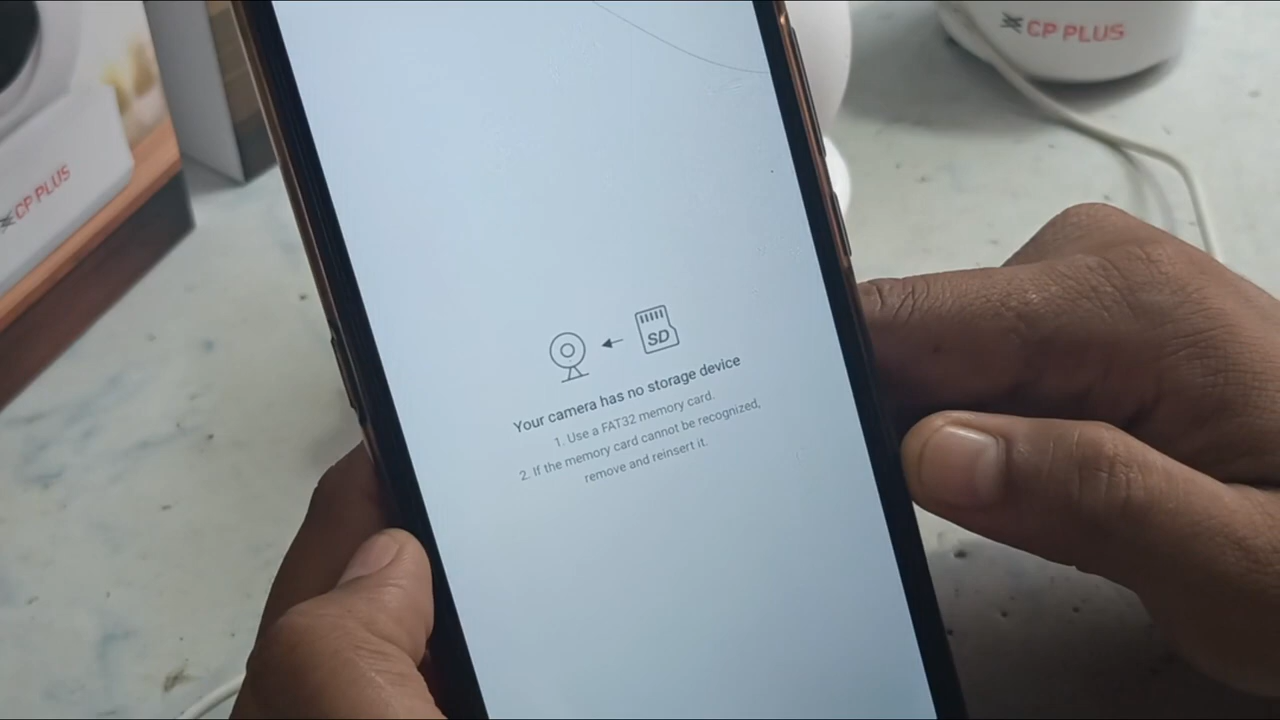 CP PLUS
CP PLUS
SD
Your camera has no storage device
1. Use a FAT32 memory card.
2. If the memory card cannot be recognized,
remove and reinsert it.